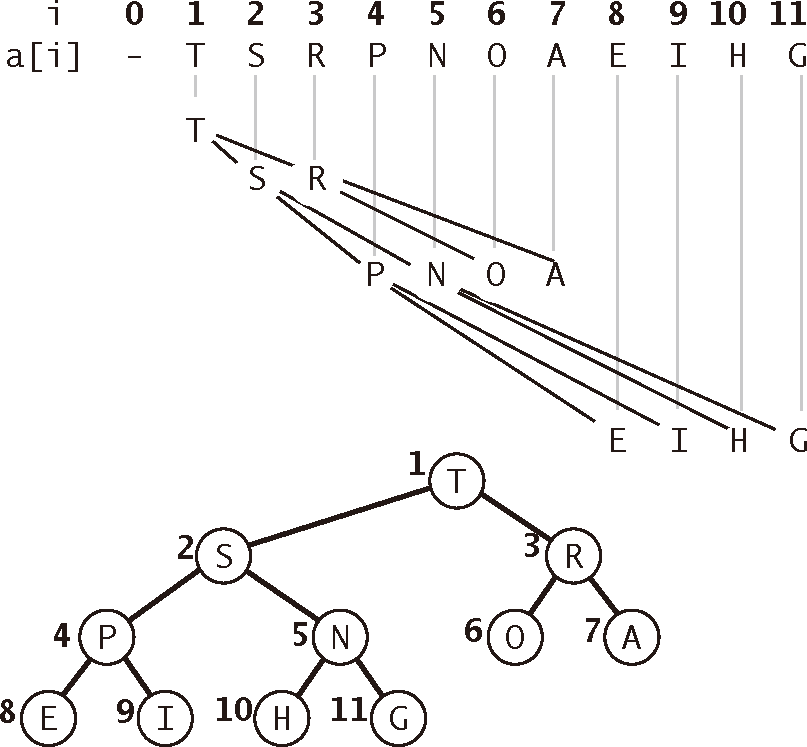 i 0 1 2 3 4 5 6 7 8 9 10 11
a[i] – T S R P N O A E I H G
T
S R
P N O A
E I H G
1 T
2 S 3 R
4 P 5 N 6 O 7 A
8 E 9 I 10 H 11 G